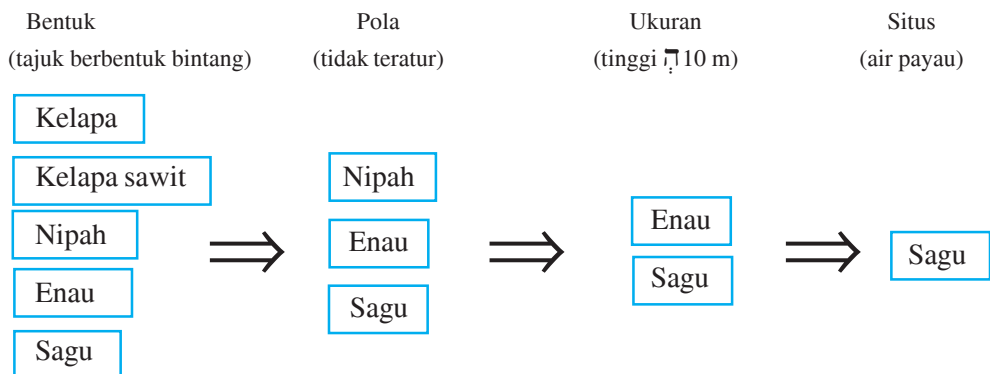 Bentuk
(tajuk berbentuk bintang)
Kelapa
Kelapa sawit
Nipah
Enau
Sagu
Pola
(tidak teratur)
Nipah
Enau
Sagu
Ukuran
(tinggi הְ 10 m)
Enau
Sagu
Situs
(air payau)
Sagu